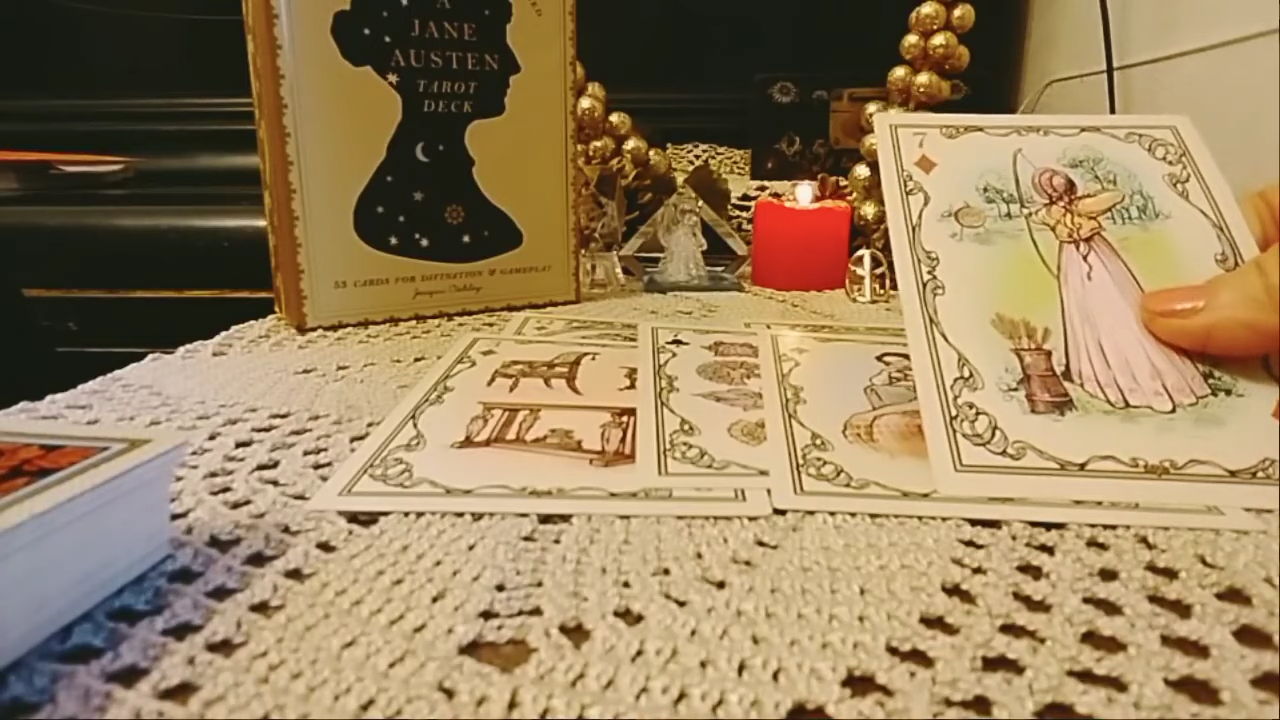 A
JANE
AUSTEN
TAROT
DECK
53 CARDS FOR DIVINATION & GAMEPLAY
7